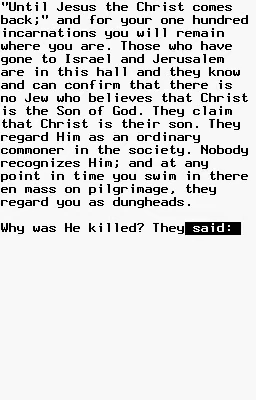 "Until Jesus the Christ comes
back;" and for your one hundred
incarnations you will remain
where you are. Those who have
gone to Israel and Jerusalem
are in this hall and they know
and can confirm that there is
no Jew who believes that Christ
is the Son of God. They claim
that Christ is their son. They
regard Him as an ordinary
commoner in the society. Nobody
recognizes Him; and at any
point in time you swim in there
en mass on pilgrimage, they
regard you as dungheads.

Why was He killed? They said: